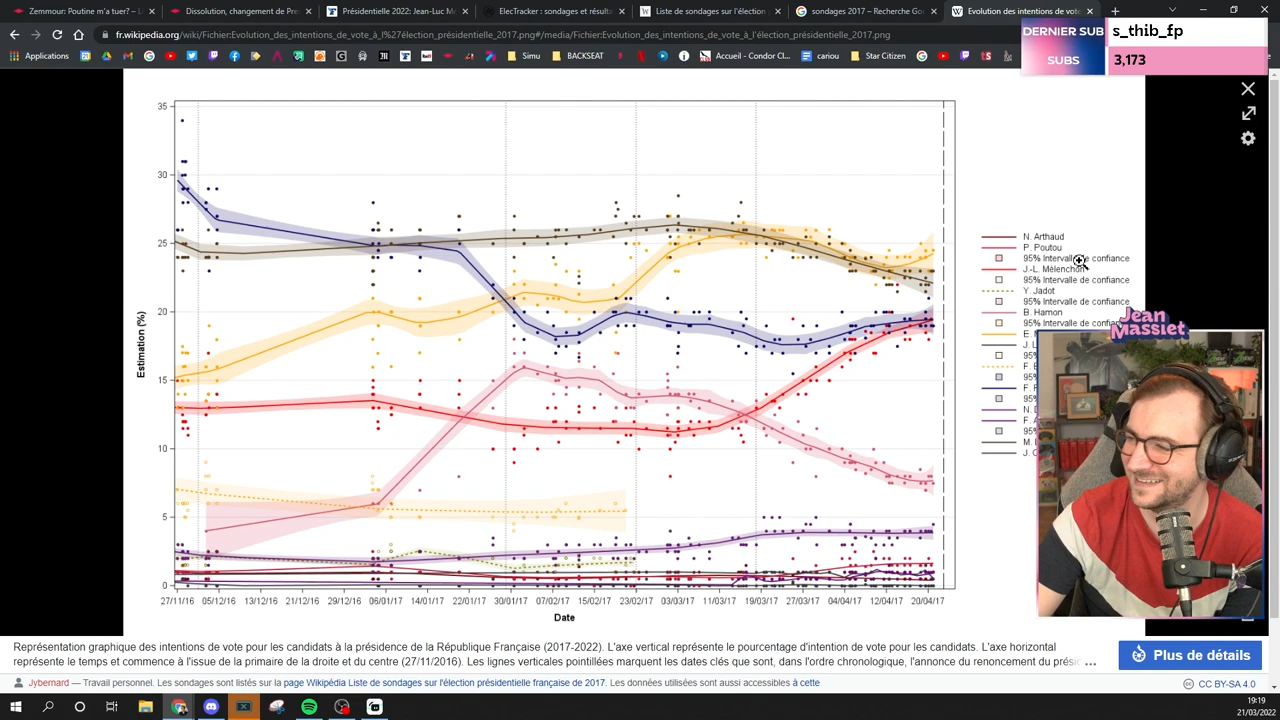 Zemmour: Poutine m'a tuer? – L
Dissolution, changement de Pre
Présidentielle 2022: Jean-Luc Mé
ElecTracker : sondages et résulta
Liste de sondages sur l'élection
sondages 2017 – Recherche Goo
Evolution des intentions de vote
fr.wikipedia.org/wiki/Fichier:Evolution_des_intentions_de_vote_à_l%27élection_présidentielle_2017.png#/media/Fichier:Evolution_des_intentions_de_vote_à_l'élection_présidentielle_2017.png
Applications
Simu
BACKSEAT
Accueil - Condor Cl...
cariou
Star Citizen
DERNIER SUB
s_thib_fp
SUBS
3,173
35
30
25
20
15
10
5
0
Estimation (%)
27/11/16
05/12/16
13/12/16
21/12/16
29/12/16
06/01/17
14/01/17
22/01/17
30/01/17
07/02/17
15/02/17
23/02/17
03/03/17
11/03/17
19/03/17
27/03/17
04/04/17
12/04/17
20/04/17
Date
N. Arthaud
P. Poutou
95% Intervalle de confiance
J.-L. Mélenchon
95% Intervalle de confiance
Y. Jadot
95% Intervalle de confiance
B. Hamon
95% Intervalle de confiance
Jean
Massiet
Représentation graphique des intentions de vote pour les candidats à la présidence de la République Française (2017-2022). L'axe vertical représente le pourcentage d'intention de vote pour les candidats. L'axe horizontal
représente le temps et commence à l'issue de la primaire de la droite et du centre (27/11/2016). Les lignes verticales pointillées marquent les dates clés que sont, dans l'ordre chronologique, l'annonce du renoncement du présic ...
Plus de détails
Jybernard — Travail personnel. Les sondages sont listés sur la page Wikipédia Liste de sondages sur l'élection présidentielle française de 2017. Les données utilisées sont aussi accessibles à cette
CC BY-SA 4.0
19:19
21/03/2022